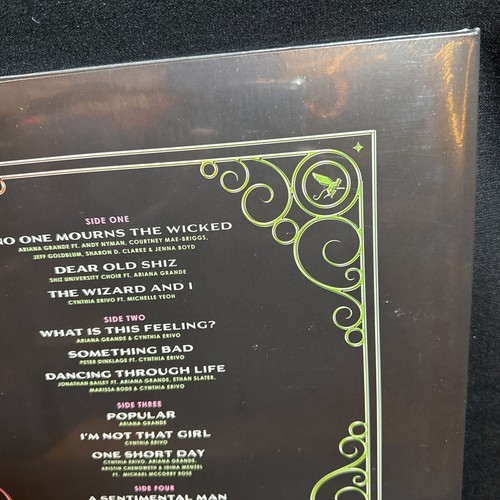 SIDE ONE
NO ONE MOURNS THE WICKED
ARIANA GRANDE FT. ANDY NYMAN, COURTNEY MAE-BRIGGS,
JEFF GOLDBLUM, SHARON D. CLARKE & JENNA BOYD
DEAR OLD SHIZ
SHIZ UNIVERSITY CHOIR FT. ARIANA GRANDE
THE WIZARD AND I
CYNTHIA ERIVO FT. MICHELLE YEOH
SIDE TWO
WHAT IS THIS FEELING?
ARIANA GRANDE & CYNTHIA ERIVO
SOMETHING BAD
PETER DINKLAGE FT. CYNTHIA ERIVO
DANCING THROUGH LIFE
JONATHAN BAILEY FT. ARIANA GRANDE, ETHAN SLATER,
MARISSA BODE & CYNTHIA ERIVO
SIDE THREE
POPULAR
ARIANA GRANDE
I'M NOT THAT GIRL
CYNTHIA ERIVO
ONE SHORT DAY
CYNTHIA ERIVO, ARIANA GRANDE,
KRISTIN CHENOWETH & IDINA MENZEL
FT. MICHAEL MCCORRY ROSE
SIDE FOUR
A SENTIMENTAL MAN